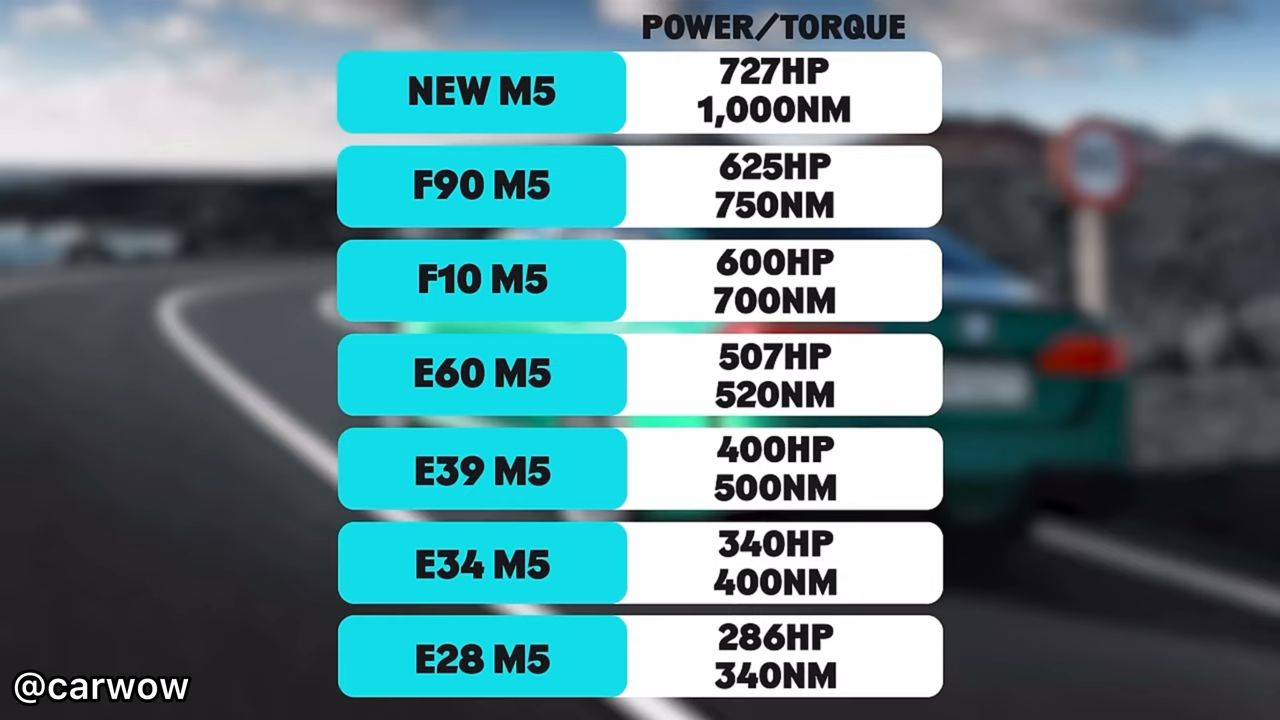 POWER/TORQUE
NEW M5
727HP
1,000NM
F90 M5
625HP
750NM
F10 M5
600HP
700NM
E60 M5
507HP
520NM
E39 M5
400HP
500NM
E34 M5
340HP
400NM
E28 M5
286HP
340NM
@carwow